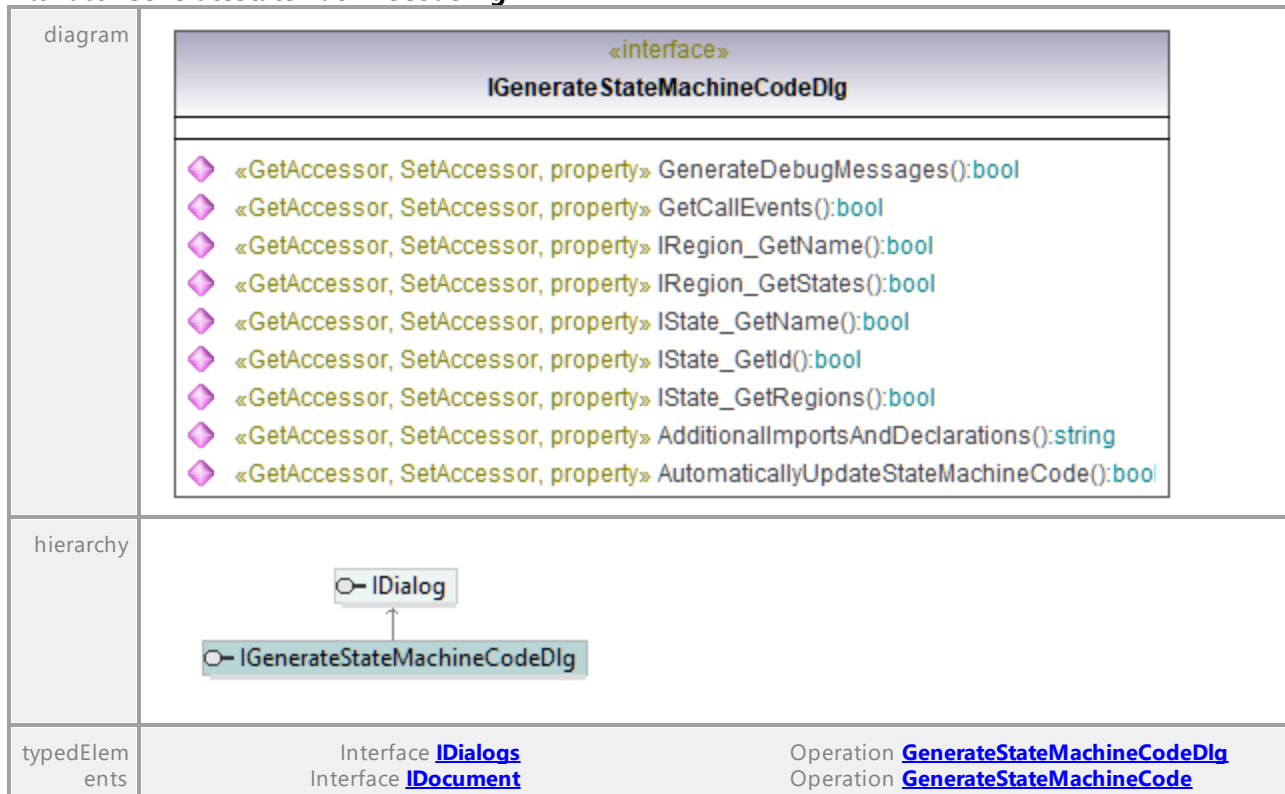 diagram
«interface»
IGenerateStateMachineCodeDlg
«GetAccessor, SetAccessor, property» GenerateDebugMessages():bool
«GetAccessor, SetAccessor, property» GetCallEvents():bool
«GetAccessor, SetAccessor, property» IRegion_GetName():bool
«GetAccessor, SetAccessor, property» IRegion_GetStates():bool
«GetAccessor, SetAccessor, property» IState_GetName():bool
«GetAccessor, SetAccessor, property» IState_GetId():bool
«GetAccessor, SetAccessor, property» IState_GetRegions():bool
«GetAccessor, SetAccessor, property» AdditionalImportsAndDeclarations():string
«GetAccessor, SetAccessor, property» AutomaticallyUpdateStateMachineCode():bool
hierarchy
IDialog
IGenerateStateMachineCodeDlg
typedElem
ents
Interface IDialogs Operation GenerateStateMachineCodeDlg
Interface IDocument Operation GenerateStateMachineCode